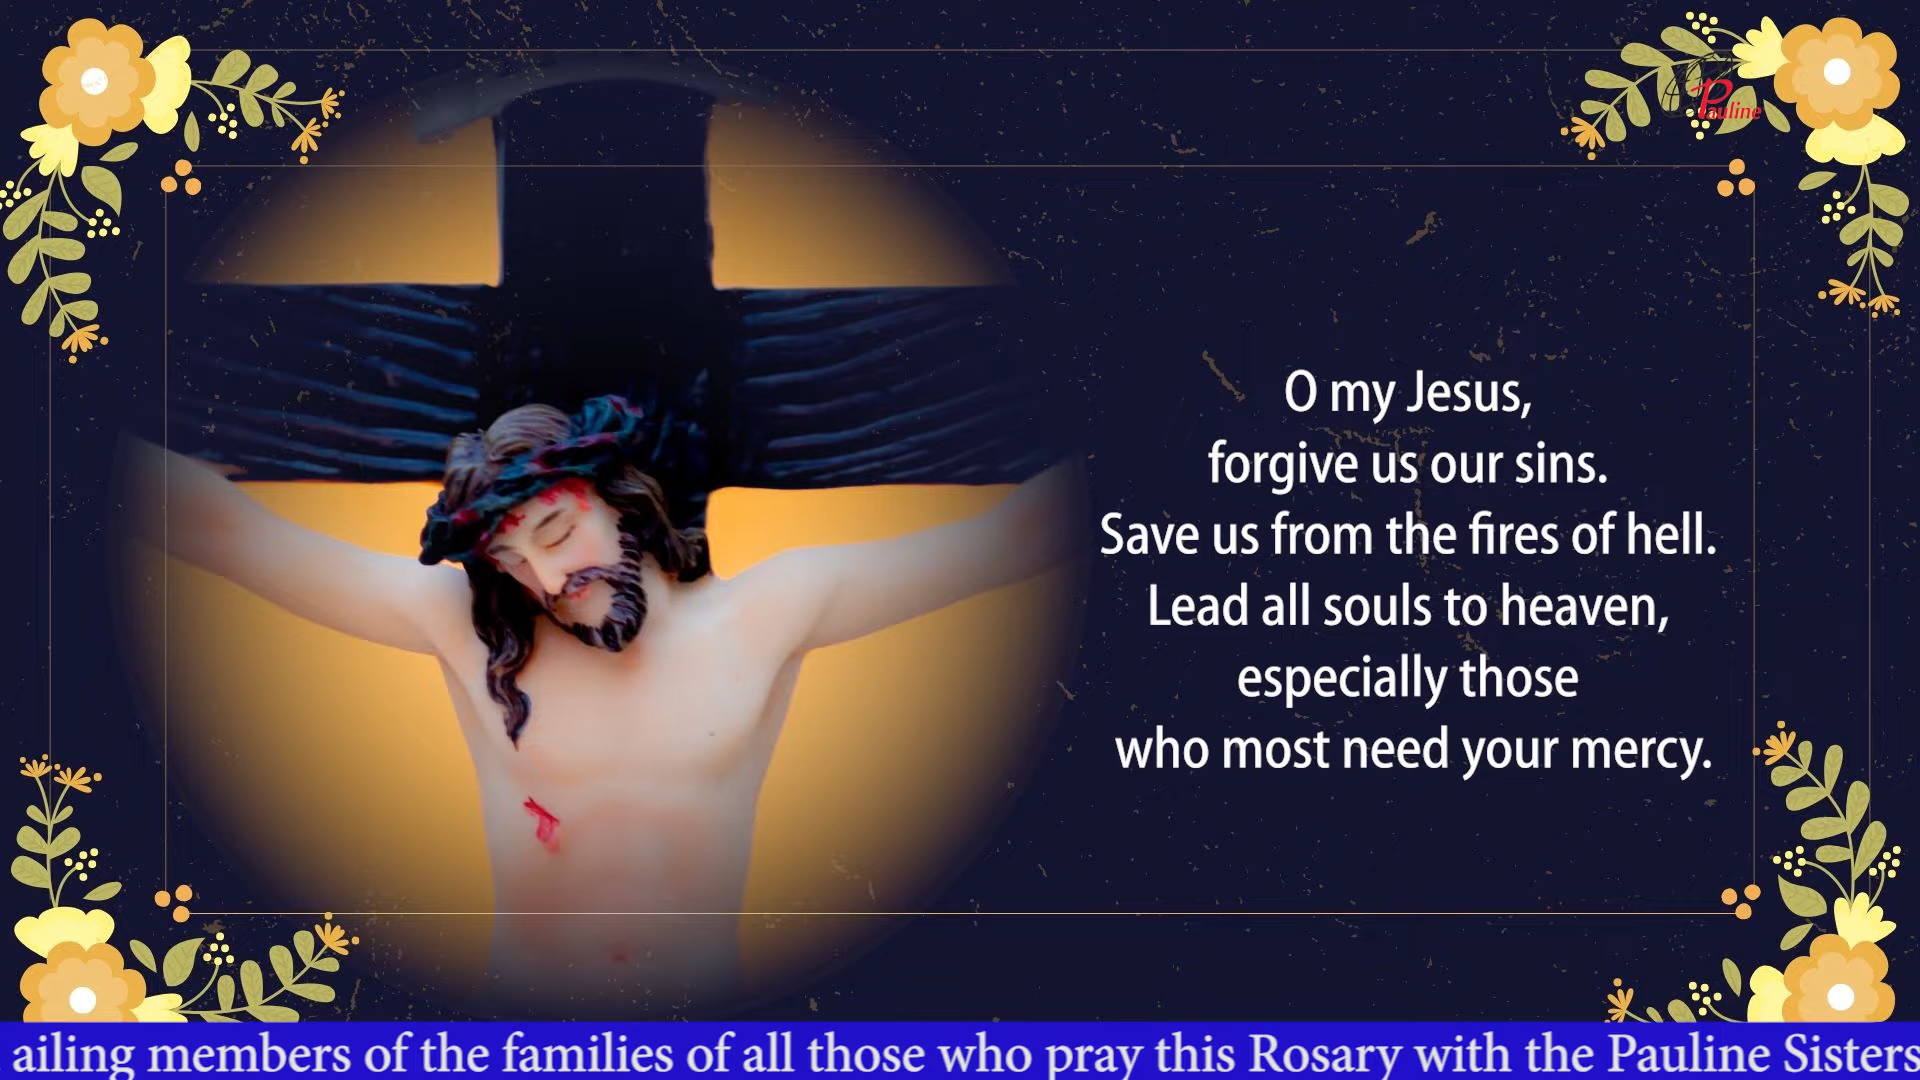 Pauline
O my Jesus,
forgive us our sins.
Save us from the fires of hell.
Lead all souls to heaven,
especially those
who most need your mercy.
ailing members of the families of all those who pray this Rosary with the Pauline Sisters